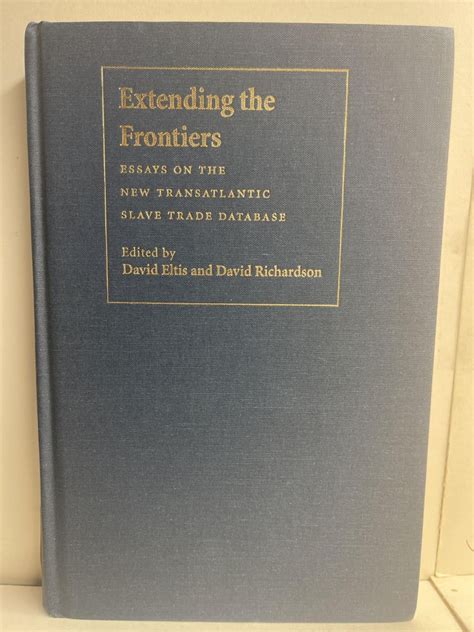 Extending the
Frontiers
ESSAYS ON THE
NEW TRANSATLANTIC
SLAVE TRADE DATABASE
Edited by
David Eltis and David Richardson